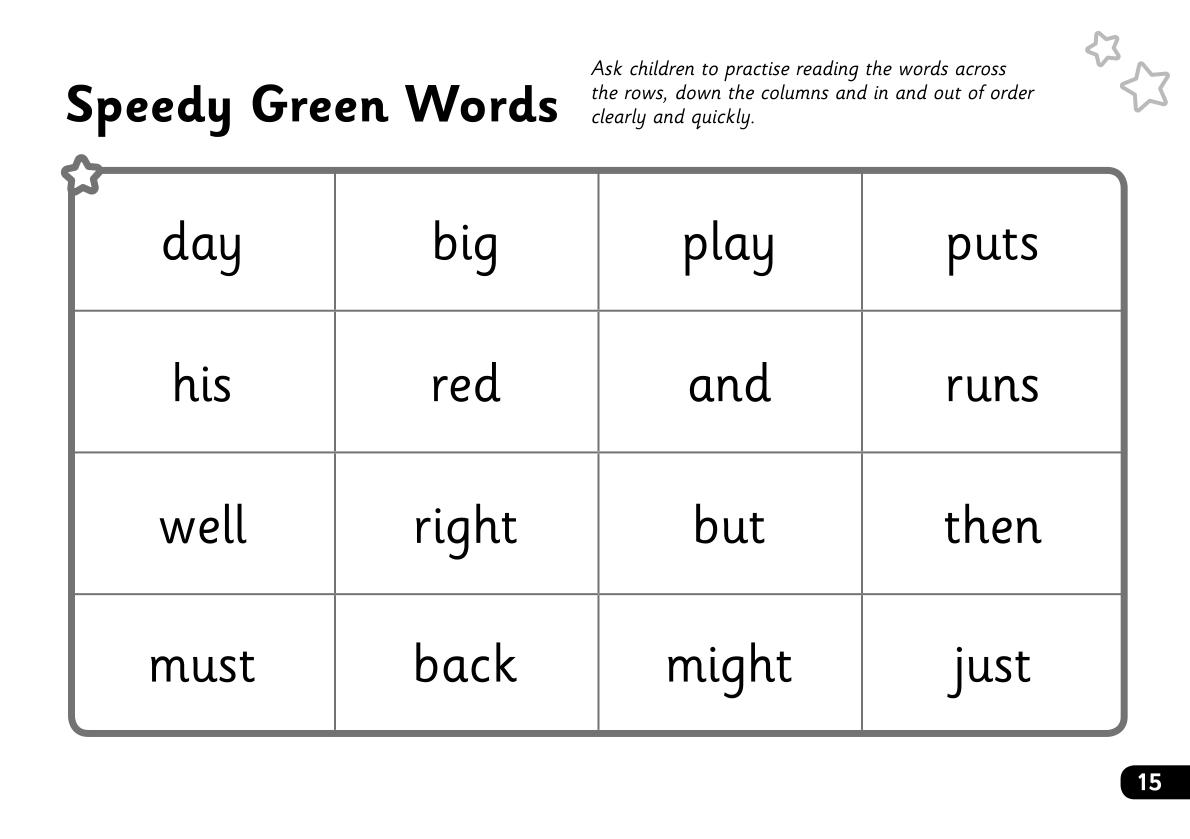 Speedy Green Words
Ask children to practise reading the words across
the rows, down the columns and in and out of order
clearly and quickly.
day big play puts
his red and runs
well right but then
must back might just
15